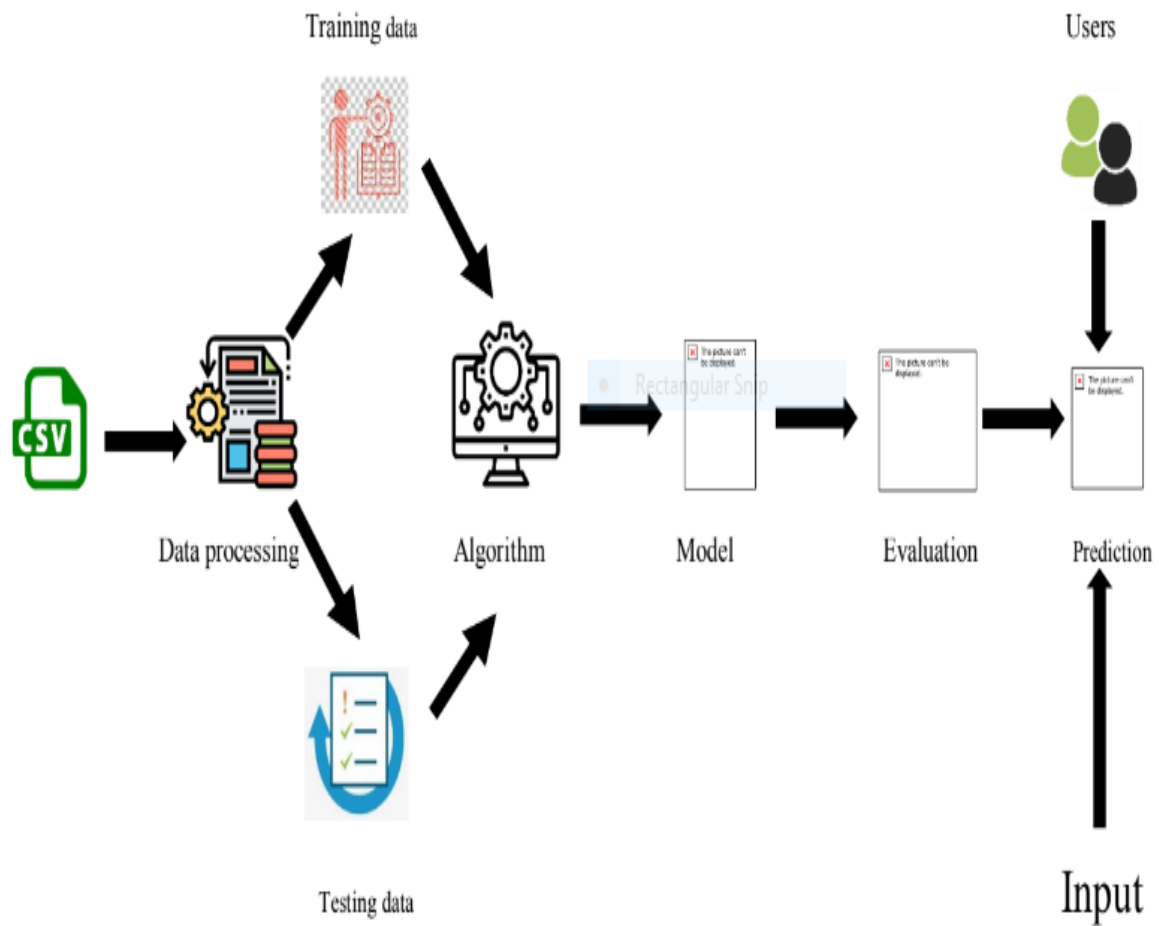 Training data
Users
CSV
Rectangular Snip
The picture can't
be displayed.
The picture can't be
displayed.
The picture can't
be displayed.
Data processing
Algorithm
Model
Evaluation
Prediction
Testing data
Input